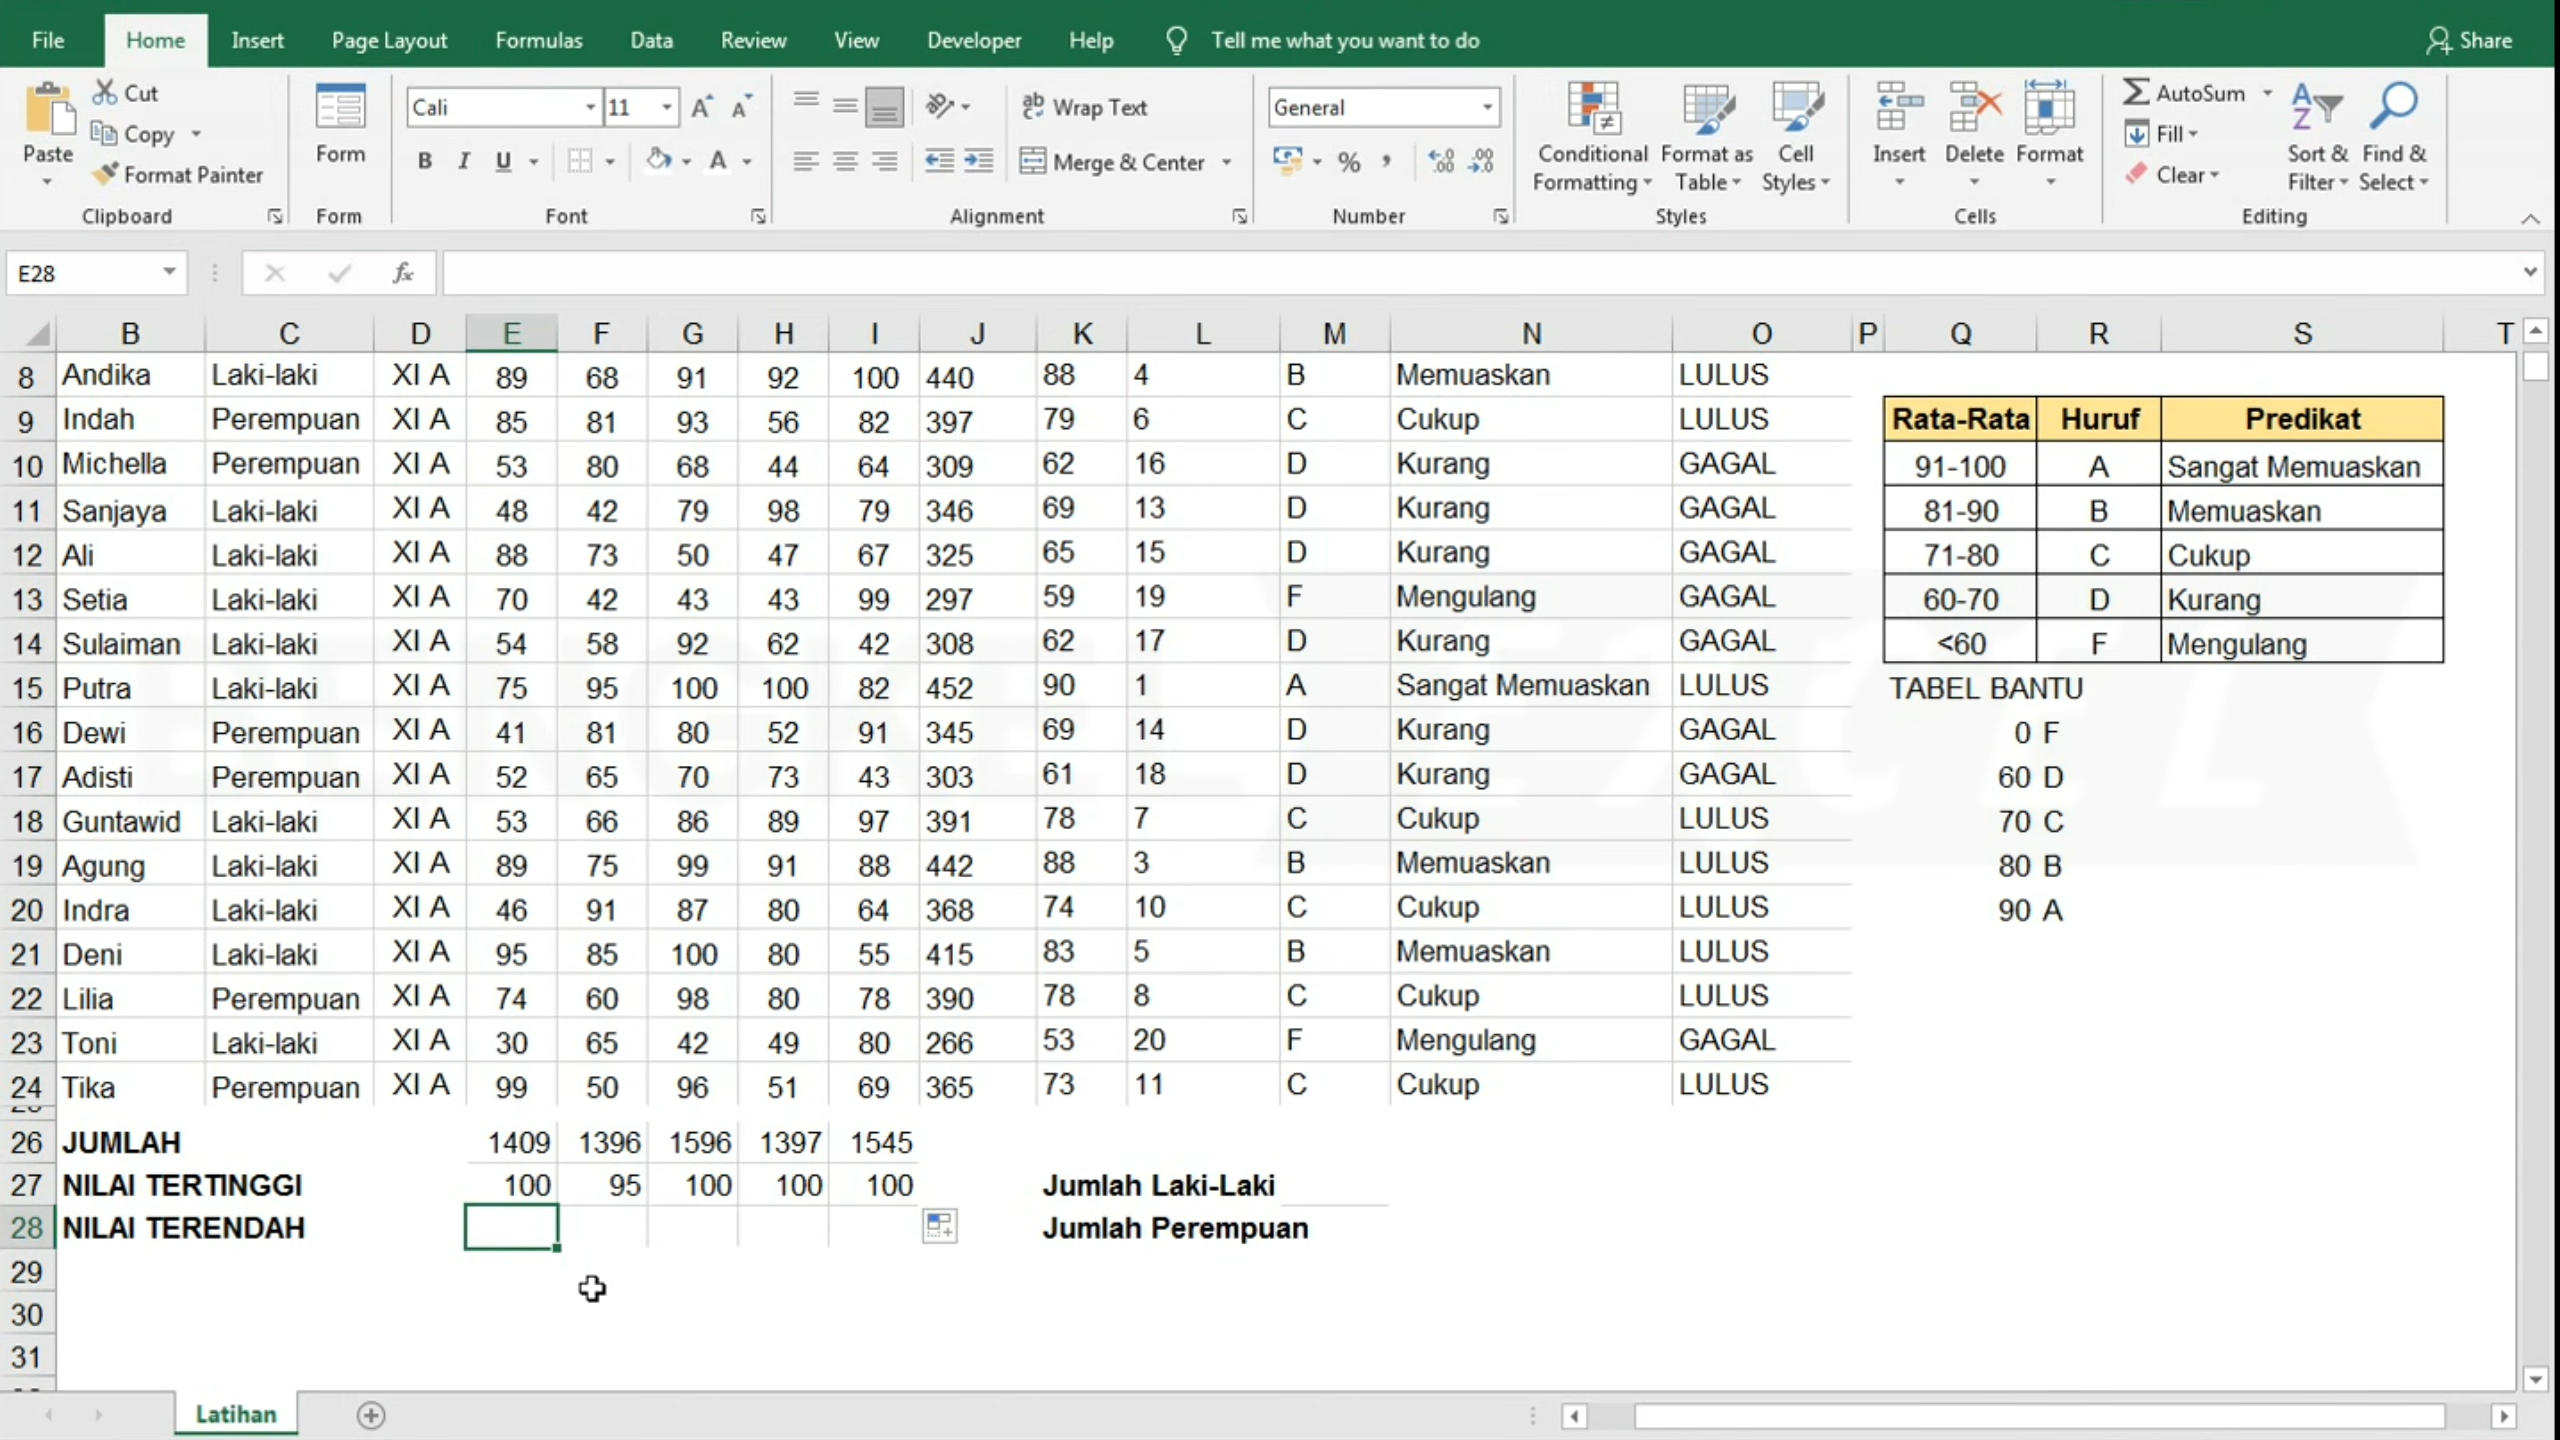 File Home Insert Page Layout Formulas Data Review View Developer Help Tell me what you want to do Share
Paste Cut Copy Format Painter Clipboard
Form Form
Cali 11 B I U A Font
Wrap Text Merge & Center Alignment
General % , Number
Conditional Formatting Format as Table Cell Styles Styles
Insert Delete Format Cells
AutoSum Fill Clear Sort & Filter Find & Select Editing
E28 fx
B C D E F G H I J K L M N O P Q R S T
8 Andika Laki-laki XI A 89 68 91 92 100 440 88 4 B Memuaskan LULUS
9 Indah Perempuan XI A 85 81 93 56 82 397 79 6 C Cukup LULUS Rata-Rata Huruf Predikat
10 Michella Perempuan XI A 53 80 68 44 64 309 62 16 D Kurang GAGAL 91-100 A Sangat Memuaskan
11 Sanjaya Laki-laki XI A 48 42 79 98 79 346 69 13 D Kurang GAGAL 81-90 B Memuaskan
12 Ali Laki-laki XI A 88 73 50 47 67 325 65 15 D Kurang GAGAL 71-80 C Cukup
13 Setia Laki-laki XI A 70 42 43 43 99 297 59 19 F Mengulang GAGAL 60-70 D Kurang
14 Sulaiman Laki-laki XI A 54 58 92 62 42 308 62 17 D Kurang GAGAL <60 F Mengulang
15 Putra Laki-laki XI A 75 95 100 100 82 452 90 1 A Sangat Memuaskan LULUS TABEL BANTU
16 Dewi Perempuan XI A 41 81 80 52 91 345 69 14 D Kurang GAGAL 0 F
17 Adisti Perempuan XI A 52 65 70 73 43 303 61 18 D Kurang GAGAL 60 D
18 Guntawid Laki-laki XI A 53 66 86 89 97 391 78 7 C Cukup LULUS 70 C
19 Agung Laki-laki XI A 89 75 99 91 88 442 88 3 B Memuaskan LULUS 80 B
20 Indra Laki-laki XI A 46 91 87 80 64 368 74 10 C Cukup LULUS 90 A
21 Deni Laki-laki XI A 95 85 100 80 55 415 83 5 B Memuaskan LULUS
22 Lilia Perempuan XI A 74 60 98 80 78 390 78 8 C Cukup LULUS
23 Toni Laki-laki XI A 30 65 42 49 80 266 53 20 F Mengulang GAGAL
24 Tika Perempuan XI A 99 50 96 51 69 365 73 11 C Cukup LULUS
26 JUMLAH 1409 1396 1596 1397 1545
27 NILAI TERTINGGI 100 95 100 100 100 Jumlah Laki-Laki
28 NILAI TERENDAH Jumlah Perempuan
29
30
31
Latihan